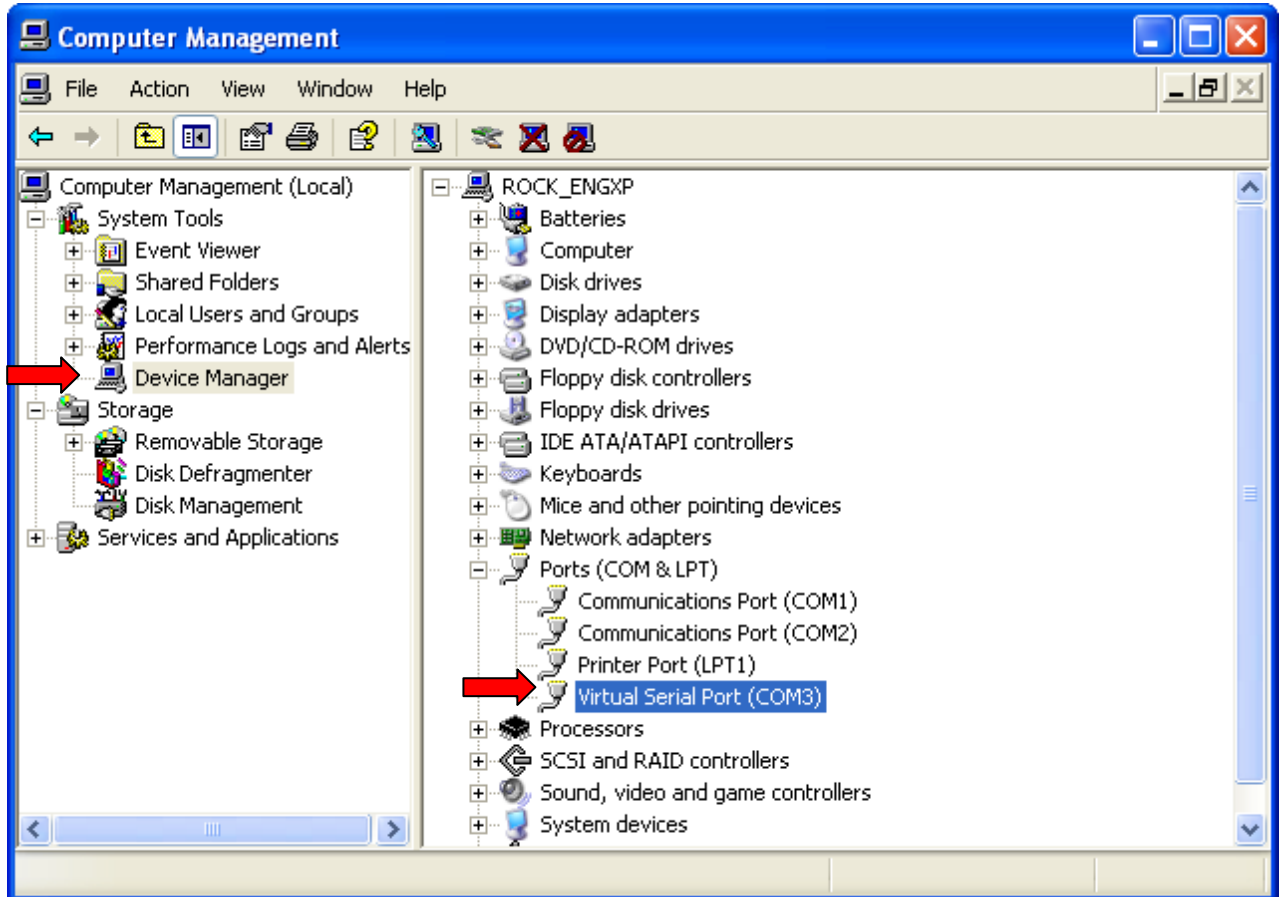 Computer Management
File Action View Window Help
Computer Management (Local)
System Tools
Event Viewer
Shared Folders
Local Users and Groups
Performance Logs and Alerts
Device Manager
Storage
Removable Storage
Disk Defragmenter
Disk Management
Services and Applications
ROCK_ENGXP
Batteries
Computer
Disk drives
Display adapters
DVD/CD-ROM drives
Floppy disk controllers
Floppy disk drives
IDE ATA/ATAPI controllers
Keyboards
Mice and other pointing devices
Network adapters
Ports (COM & LPT)
Communications Port (COM1)
Communications Port (COM2)
Printer Port (LPT1)
Virtual Serial Port (COM3)
Processors
SCSI and RAID controllers
Sound, video and game controllers
System devices